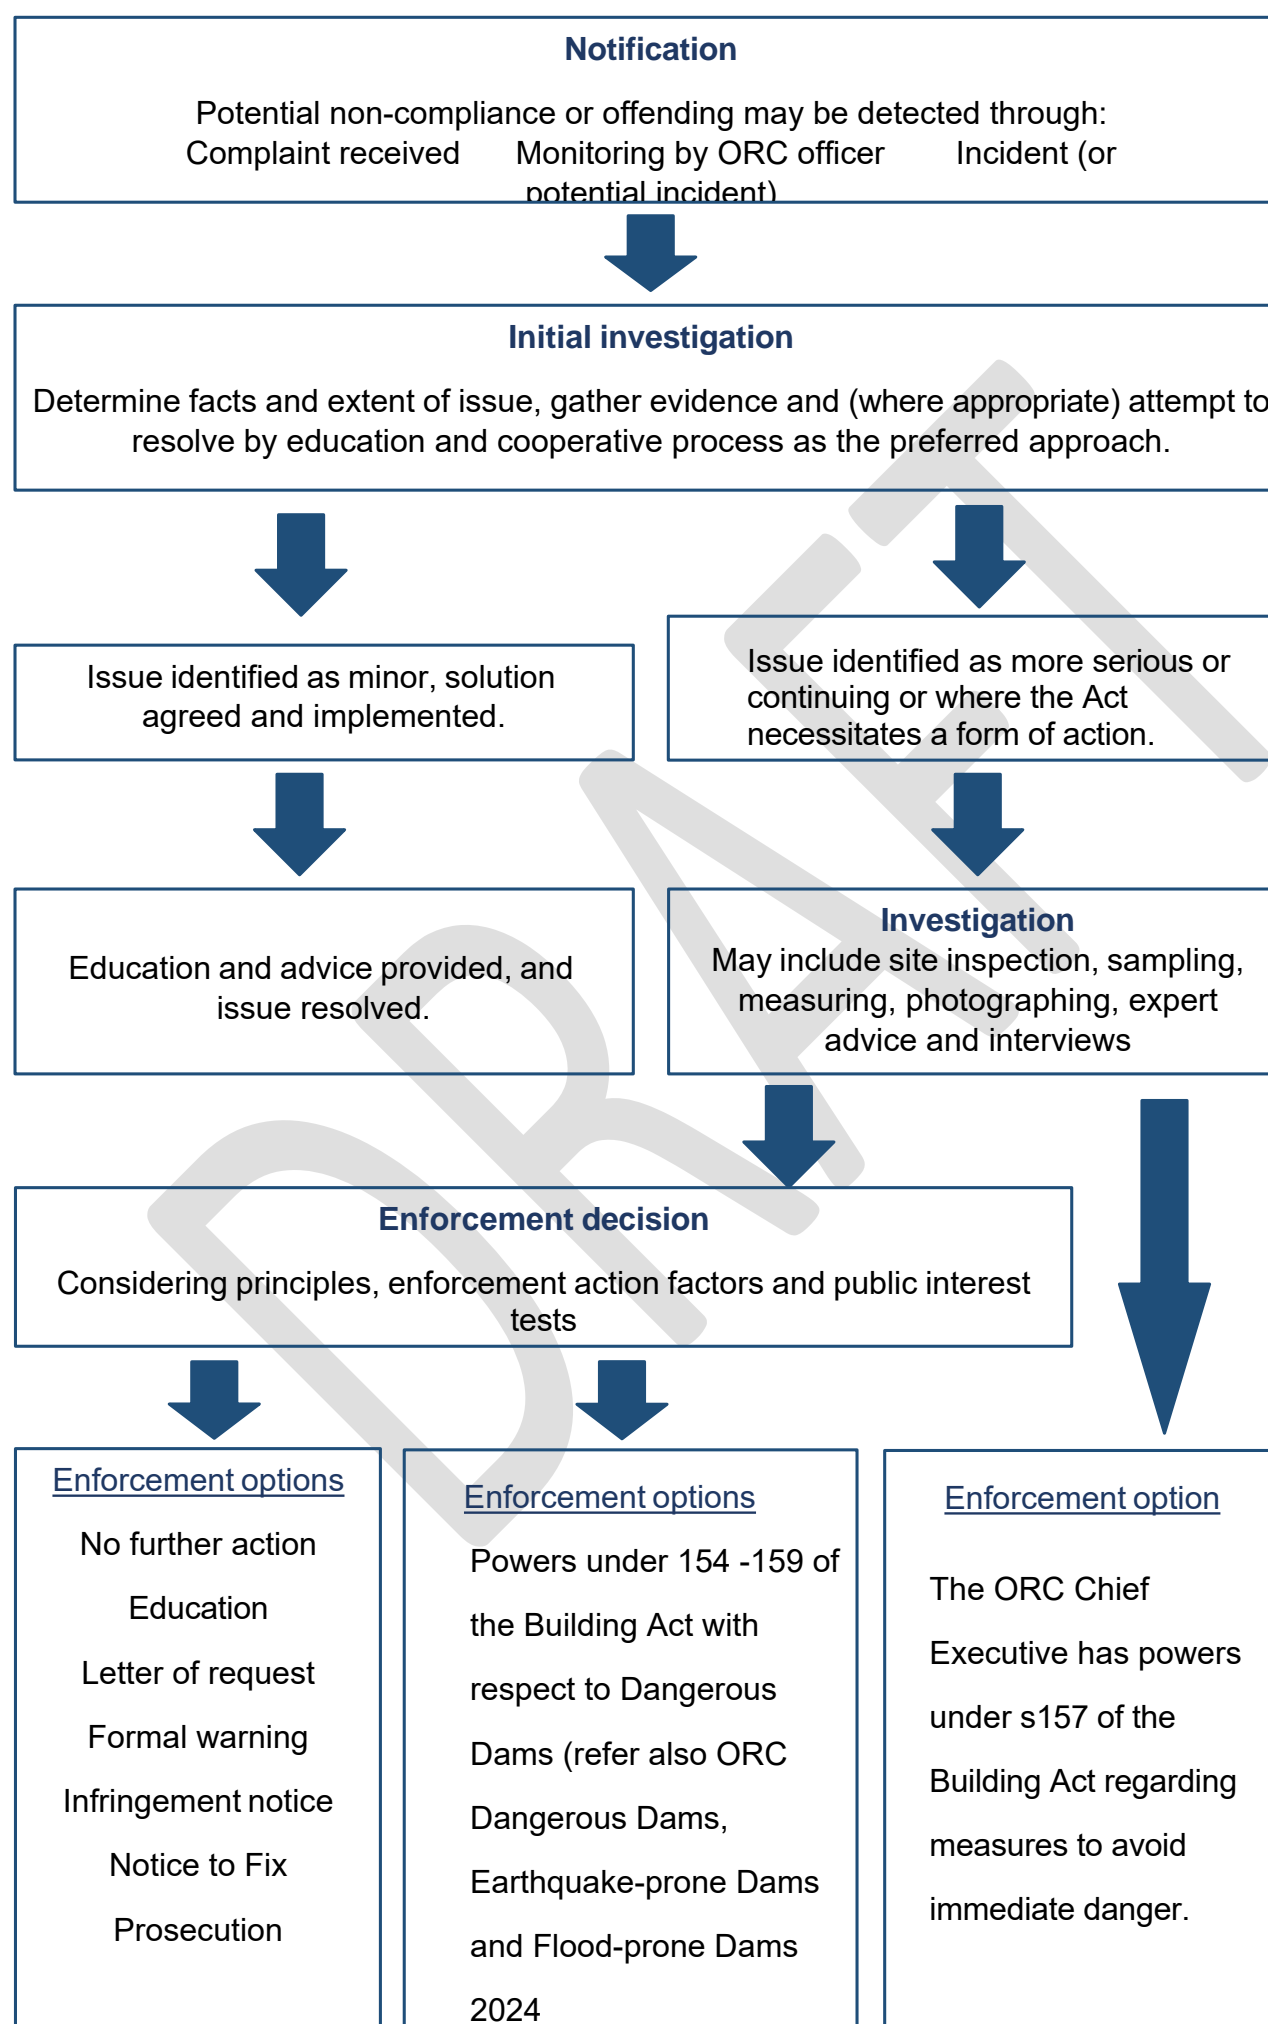 Notification
Potential non-compliance or offending may be detected through:
Complaint received Monitoring by ORC officer Incident (or
potential incident)
Initial investigation
Determine facts and extent of issue, gather evidence and (where appropriate) attempt to
resolve by education and cooperative process as the preferred approach.
Issue identified as minor, solution
agreed and implemented.
Issue identified as more serious or
continuing or where the Act
necessitates a form of action.
Education and advice provided, and
issue resolved.
Investigation
May include site inspection, sampling,
measuring, photographing, expert
advice and interviews
Enforcement decision
Considering principles, enforcement action factors and public interest
tests
Enforcement options
No further action
Education
Letter of request
Formal warning
Infringement notice
Notice to Fix
Prosecution
Enforcement options
Powers under 154 -159 of
the Building Act with
respect to Dangerous
Dams (refer also ORC
Dangerous Dams,
Earthquake-prone Dams
and Flood-prone Dams
2024
Enforcement option
The ORC Chief
Executive has powers
under s157 of the
Building Act regarding
measures to avoid
immediate danger.
DRAFT